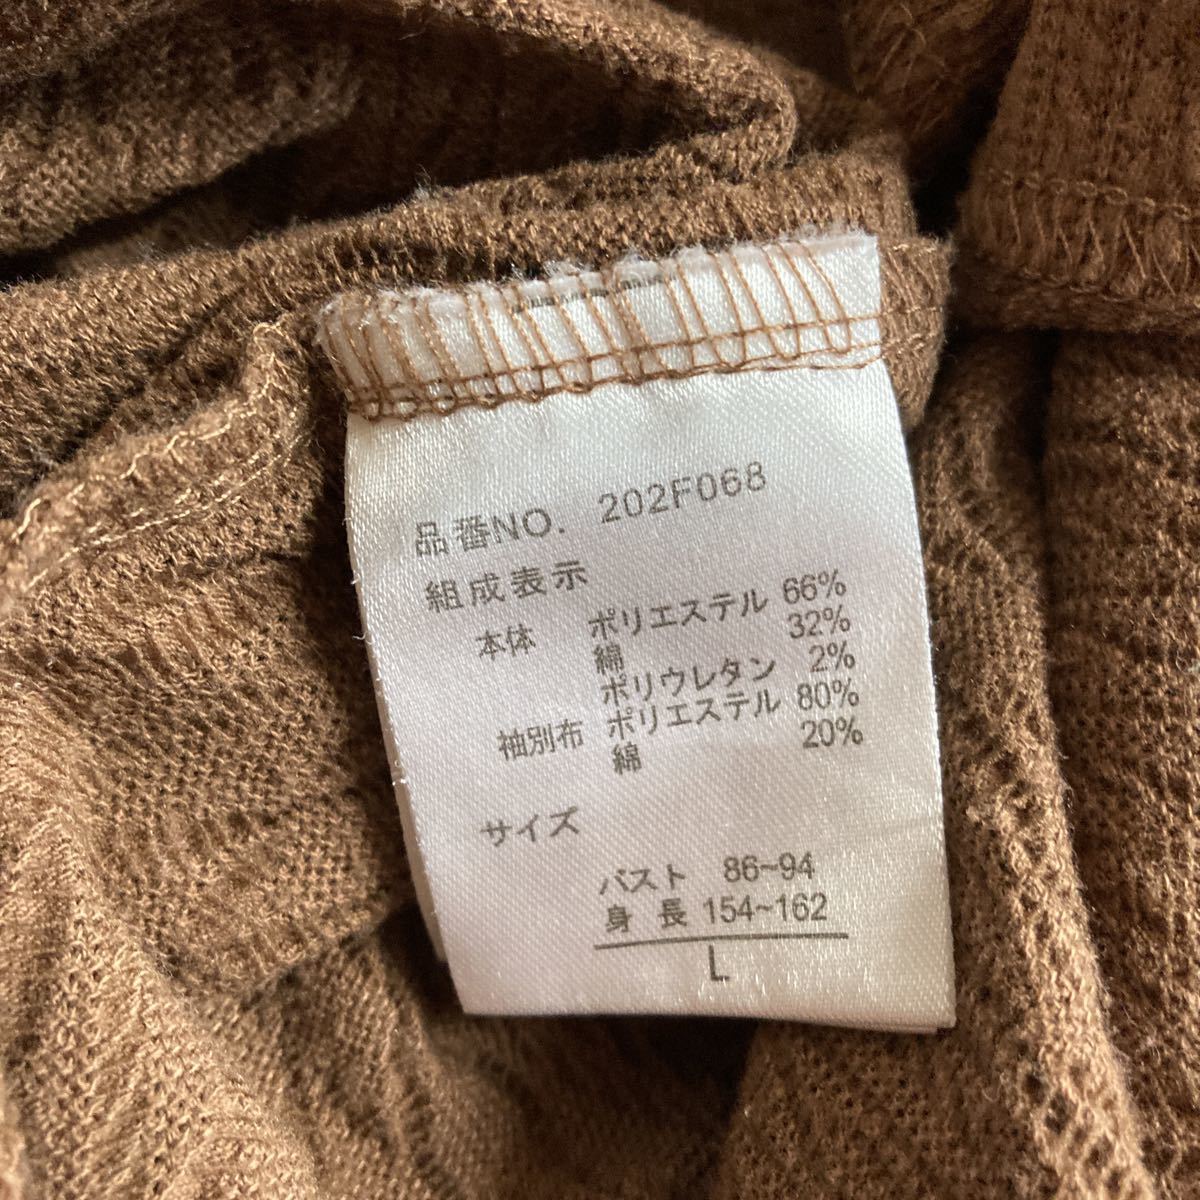 品番NO. 202F068
組成表示
本体 ポリエステル 66%
綿 32%
ポリウレタン 2%
袖別布 ポリエステル 80%
綿 20%
サイズ
バスト 86~94
身長 154~162
L